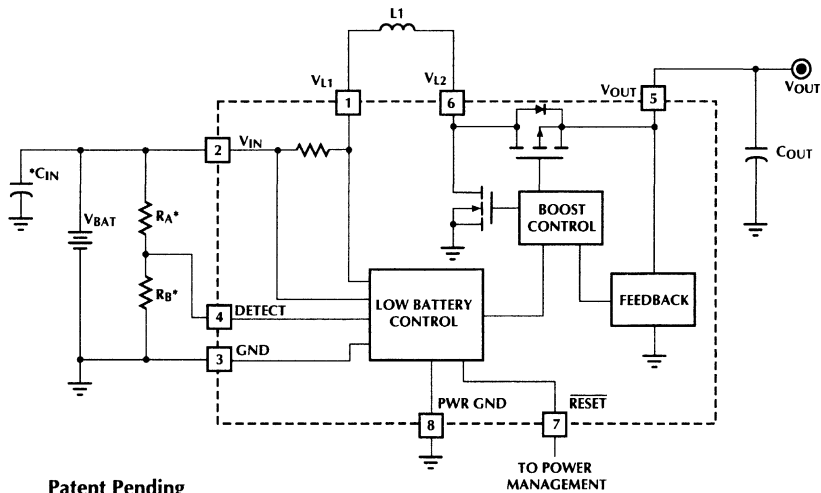 L1
VL1
VL2
VOUT
1
6
5
VOUT
2
VIN
*CIN
COUT
RA*
VBAT
BOOST
CONTROL
RB*
LOW BATTERY
CONTROL
FEEDBACK
4
DETECT
3
GND
PWR GND
RESET
8
7
TO POWER
MANAGEMENT
Patent Pending